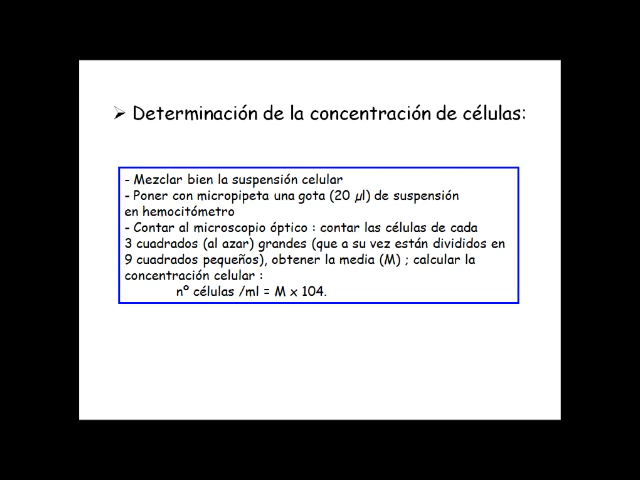 ➢ Determinación de la concentración de células:
- Mezclar bien la suspensión celular
- Poner con micropipeta una gota (20 µl) de suspensión
en hemocitómetro
- Contar al microscopio óptico : contar las células de cada
3 cuadrados (al azar) grandes (que a su vez están divididos en
9 cuadrados pequeños), obtener la media (M) ; calcular la
concentración celular :
nº células /ml = M x 104.